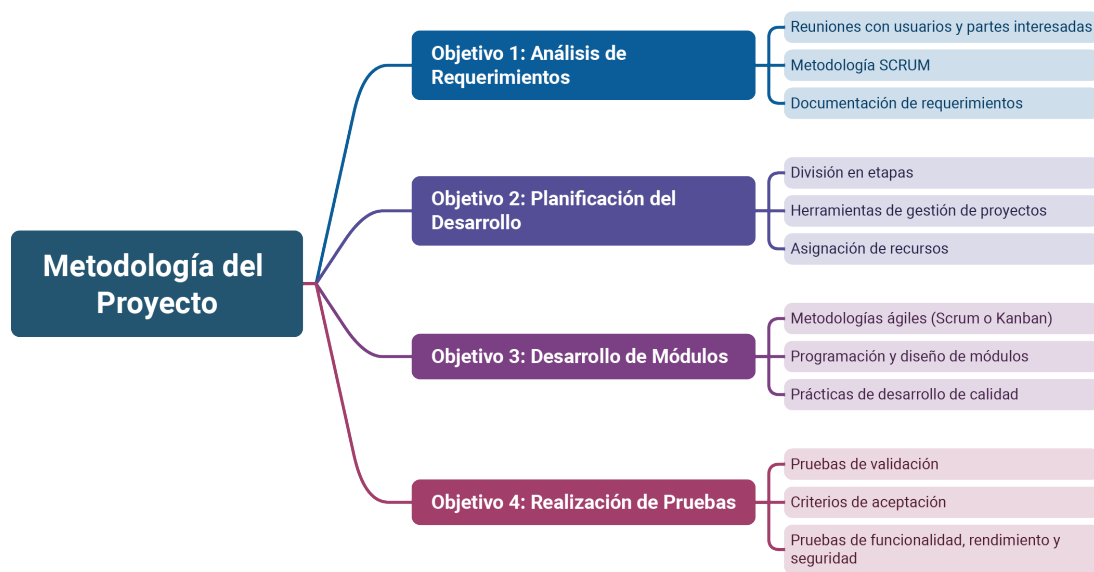 Metodología del
Proyecto
Objetivo 1: Análisis de
Requerimientos
Reuniones con usuarios y partes interesadas
Metodología SCRUM
Documentación de requerimientos
Objetivo 2: Planificación del
Desarrollo
División en etapas
Herramientas de gestión de proyectos
Asignación de recursos
Objetivo 3: Desarrollo de Módulos
Metodologías ágiles (Scrum o Kanban)
Programación y diseño de módulos
Prácticas de desarrollo de calidad
Objetivo 4: Realización de Pruebas
Pruebas de validación
Criterios de aceptación
Pruebas de funcionalidad, rendimiento y
seguridad